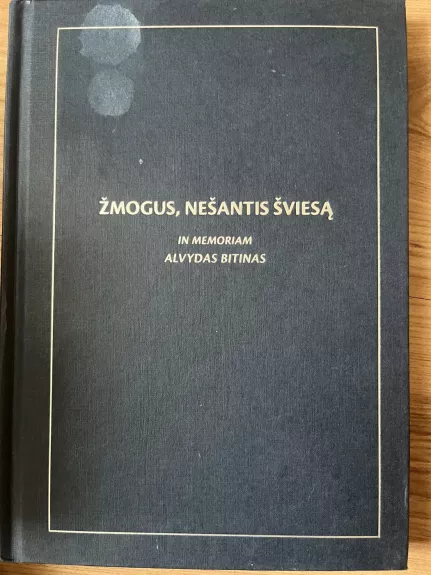 ŽMOGUS, NEŠANTIS ŠVIESĄ
IN MEMORIAM
ALVYDAS BITINAS